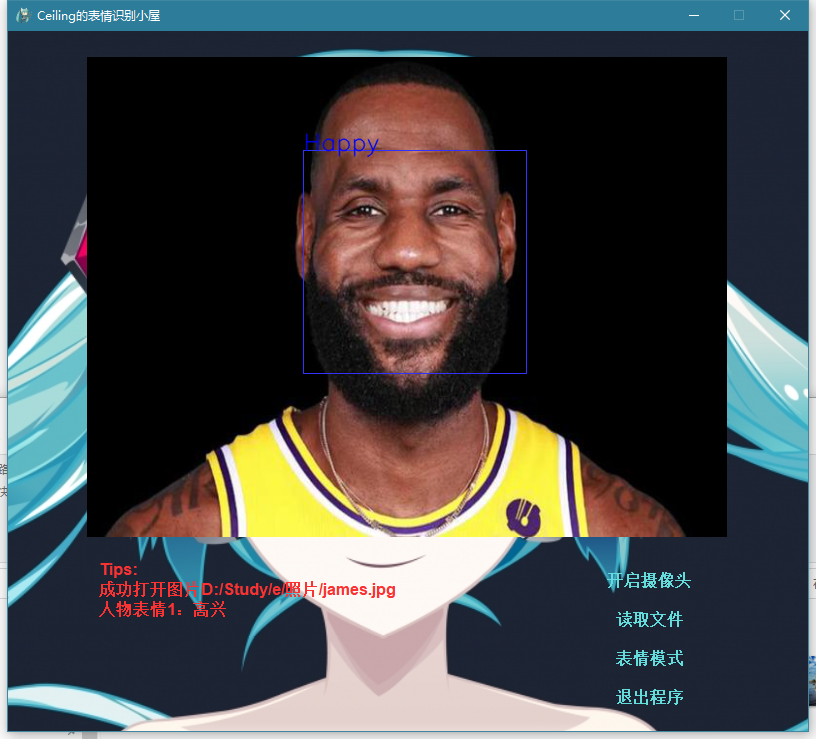 Ceiling的表情识别小屋
Happy
Tips:
成功打开图片D:/Study/e/照片/james.jpg
人物表情1：高兴
开启摄像头
读取文件
表情模式
退出程序